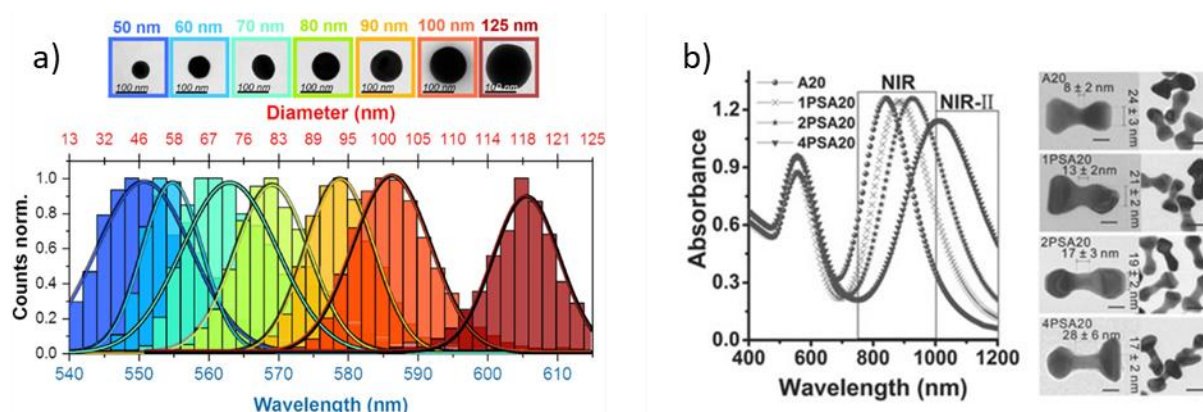 a)
50 nm 60 nm 70 nm 80 nm 90 nm 100 nm 125 nm
100 nm 100 nm 100 nm 100 nm 100 nm 100 nm 100 nm
Diameter (nm)
13 32 46 58 67 76 83 89 95 101 106 110 114 118 121 125
Counts norm.
1.0
0.8
0.6
0.4
0.2
0.0
540 550 560 570 580 590 600 610
Wavelength (nm)
b)
A20
1PSA20
2PSA20
4PSA20
NIR
NIR-II
Absorbance
1.2
0.9
0.6
0.3
0.0
400 600 800 1000 1200
Wavelength (nm)
A20
8 ± 2 nm
24 ± 3 nm
1PSA20
13 ± 2nm
21 ± 2 nm
2PSA20
17 ± 3 nm
19 ± 2 nm
4PSA20
28 ± 6 nm
17 ± 2 nm